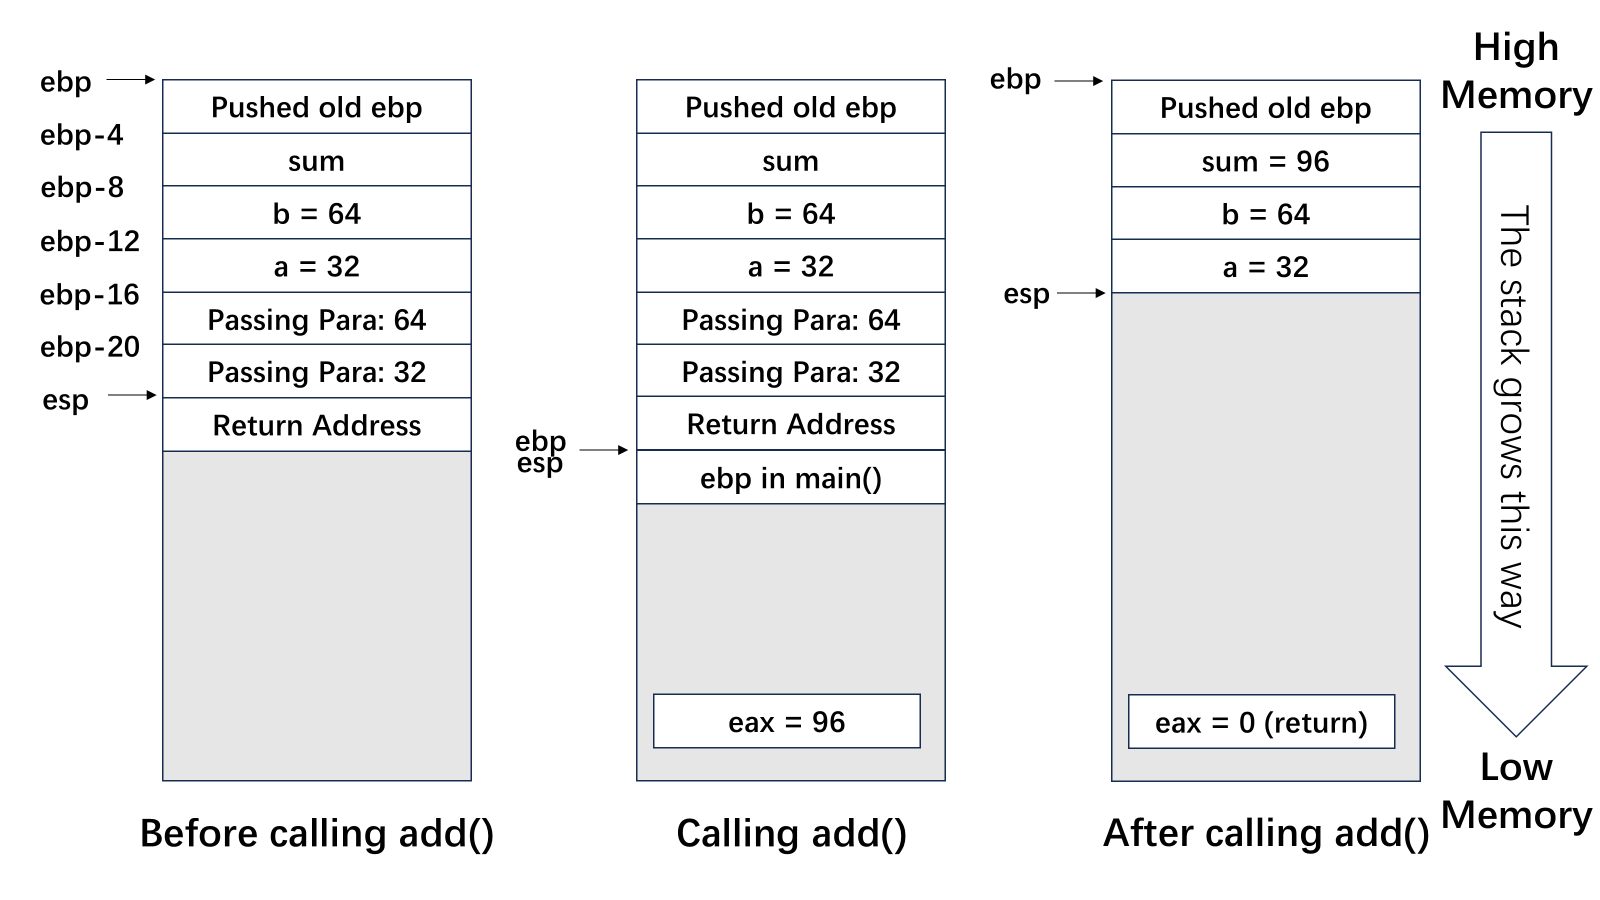 ebp
ebp-4
ebp-8
ebp-12
ebp-16
ebp-20
esp
Pushed old ebp
sum
b = 64
a = 32
Passing Para: 64
Passing Para: 32
Return Address
Before calling add()
ebp
esp
Pushed old ebp
sum
b = 64
a = 32
Passing Para: 64
Passing Para: 32
Return Address
ebp in main()
eax = 96
Calling add()
ebp
esp
Pushed old ebp
sum = 96
b = 64
a = 32
eax = 0 (return)
After calling add()
High
Memory
The stack grows this way
Low
Memory